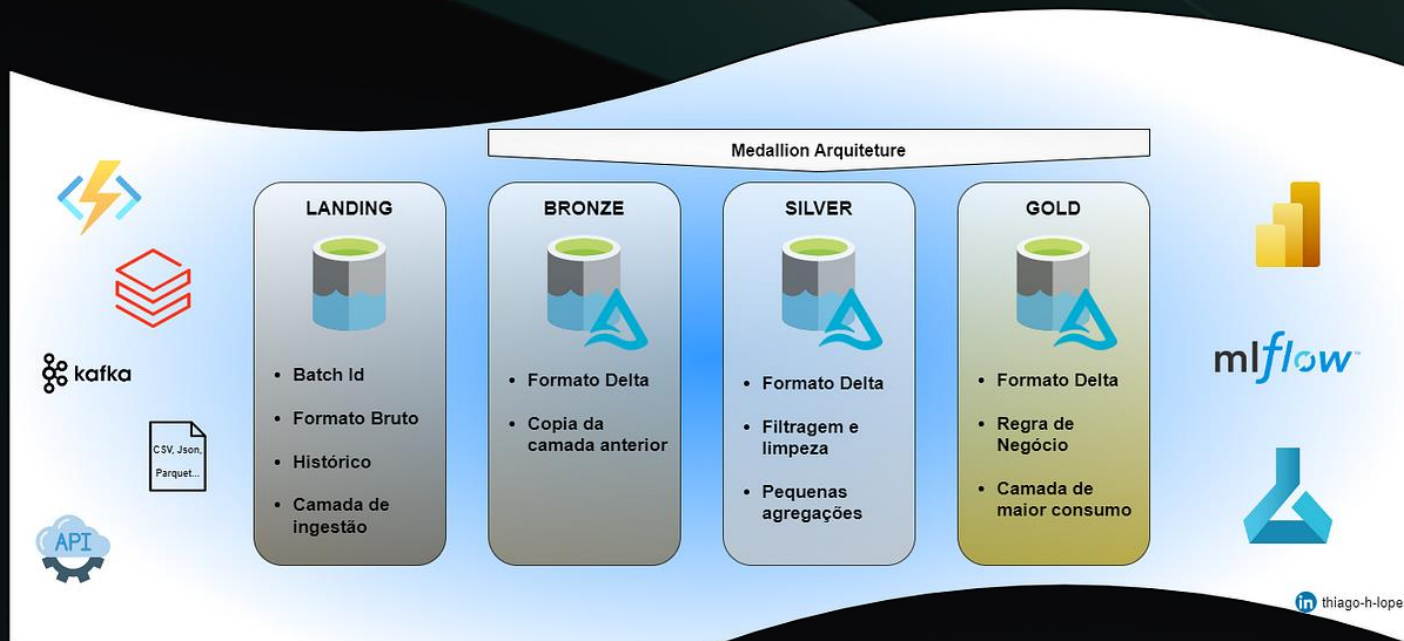 Medallion Arquiteture
LANDING
• Batch Id
• Formato Bruto
• Histórico
• Camada de
ingestão
BRONZE
• Formato Delta
• Copia da
camada anterior
SILVER
• Formato Delta
• Filtragem e
limpeza
• Pequenas
agregações
GOLD
• Formato Delta
• Regra de
Negócio
• Camada de
maior consumo
kafka
CSV, Json,
Parquet...
API
mlflow
in thiago-h-lope